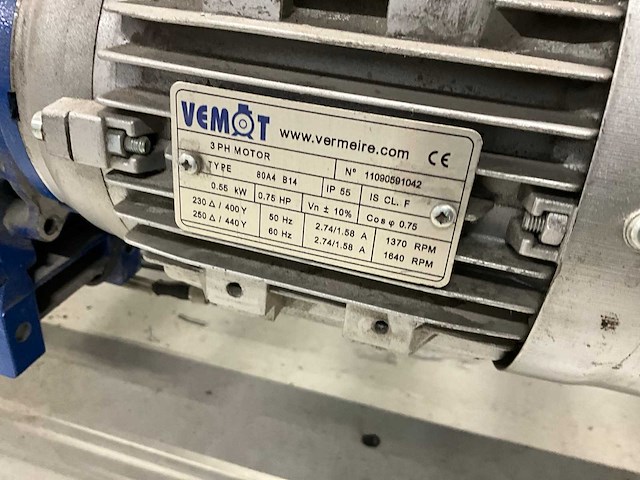 VEMOT www.vermeire.com CE
3 PH MOTOR N° 11090591042
TYPE 80A4 B14 IP 55 IS CL. F
0.55 kW 0.75 HP Vn ± 10% Cos φ 0.75
230 Δ / 400 Y 50 Hz 2.74/1.58 A 1370 RPM
250 Δ / 440 Y 60 Hz 2.74/1.58 A 1640 RPM